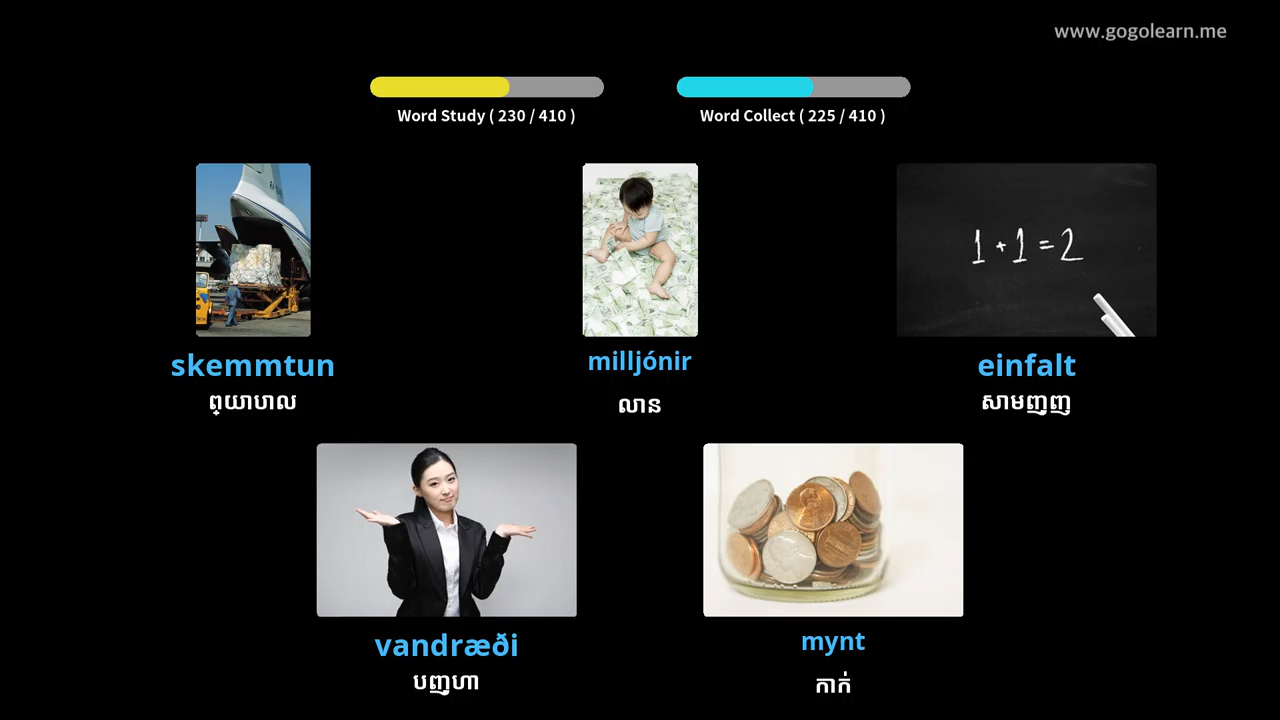 www.gogolearn.me
Word Study ( 230 / 410 )
Word Collect ( 225 / 410 )
1 + 1 = 2
skemmtun
ព្យាបាល
milljónir
លាន
einfalt
សាមញ្ញ
vandræði
បញ្ហា
mynt
កាក់